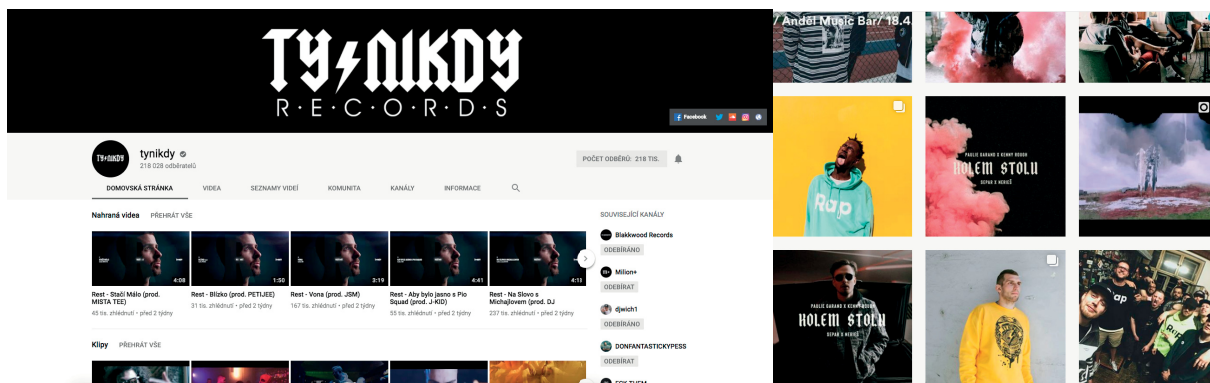 TY NIKDY
R·E·C·O·R·D·S
Facebook
TY NIKDY
tynikdy
218 028 odběratelů
POČET ODBĚRŮ: 218 TIS.
DOMOVSKÁ STRÁNKA
VIDEA
SEZNAMY VIDEÍ
KOMUNITA
KANÁLY
INFORMACE
Nahraná videa
PŘEHRÁT VŠE
4:08
1:50
3:19
4:41
4:11
Rest - Stačí Málo (prod.
MISTA TEE)
45 tis. zhlédnutí • před 2 týdny
Rest - Blízko (prod. PETIJEE)
31 tis. zhlédnutí • před 2 týdny
Rest - Vona (prod. JSM)
167 tis. zhlédnutí • před 2 týdny
Rest - Aby bylo jasno s Pio
Squad (prod. J-KID)
55 tis. zhlédnutí • před 2 týdny
Rest - Na Slovo s
Michajlovem (prod. DJ
237 tis. zhlédnutí • před 2 týdny
Klipy
PŘEHRÁT VŠE
SOUVISEJÍCÍ KANÁLY
Blakkwood Records
ODEBÍRÁNO
Milion+
ODEBÍRAT
djwich1
ODEBÍRÁNO
DONFANTASTICKYPESS
ODEBÍRAT
/ Anděl Music Bar/ 18.4.
Rap
PAULIE GARAND X KENNY ROUGH
HOLEM STOLU
SEPAR X NERIEŠ
PAULIE GARAND X KENNY ROUGH
KOLEM STOLU
SEPAR X NERIEŠ
Rap